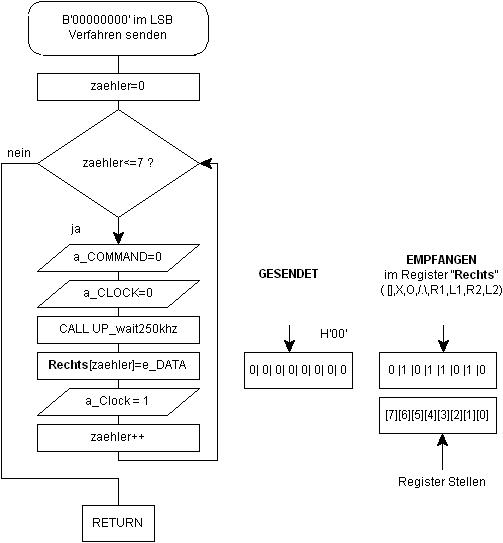 B'00000000' im LSB
Verfahren senden
zaehler=0
nein
zaehler<=7 ?
ja
a_COMMAND=0
a_CLOCK=0
CALL UP_wait250khz
Rechts[zaehler]=e_DATA
a_Clock = 1
zaehler++
RETURN
GESENDET
H'00'
0| 0| 0| 0| 0| 0| 0| 0
EMPFANGEN
im Register "Rechts"
( [],X,O,/.\,R1,L1,R2,L2)
0 |1 |0 |1 |1 |0 |1 |0
[7][6][5][4][3][2][1][0]
Register Stellen